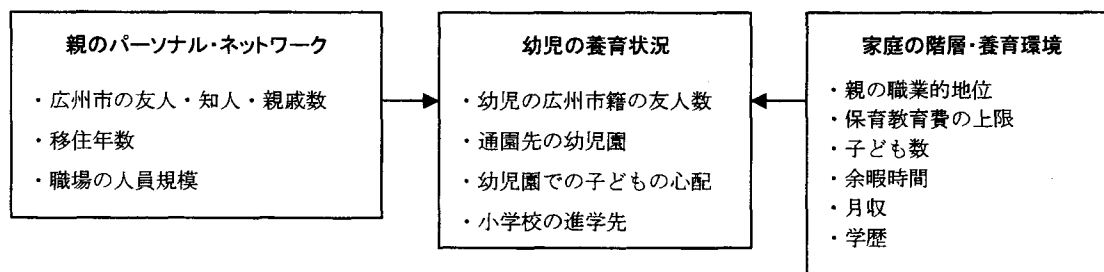 親のパーソナル・ネットワーク
・広州市の友人・知人・親戚数
・移住年数
・職場の人員規模
幼児の養育状況
・幼児の広州市籍の友人数
・通園先の幼児園
・幼児園での子どもの心配
・小学校の進学先
家庭の階層・養育環境
・親の職業的地位
・保育教育費の上限
・子ども数
・余暇時間
・月収
・学歴